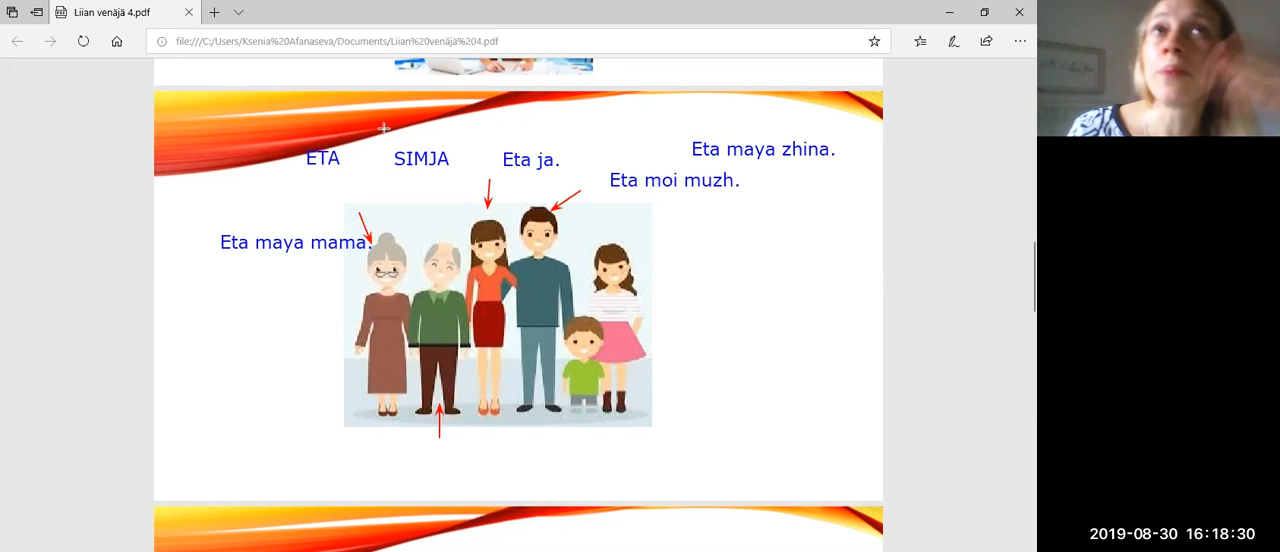 Liian venäjä 4.pdf
file:///C:/Users/Ksenia%20Afanaseva/Documents/Liian%20venäjä%204.pdf
ETA SIMJA Eta ja. Eta maya zhina.
Eta moi muzh.
Eta maya mama.
2019-08-30 16:18:30